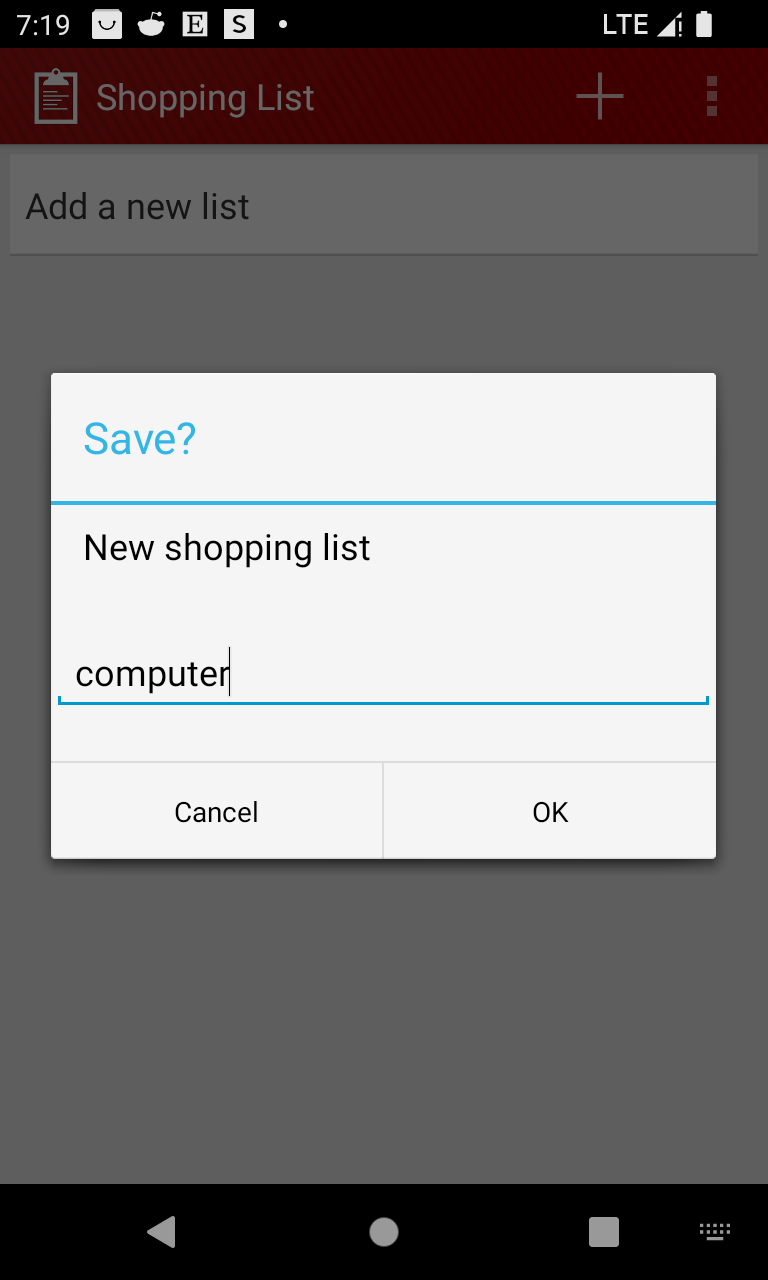 7:19 E S LTE
Shopping List
Add a new list
Save?
New shopping list
computer
Cancel OK